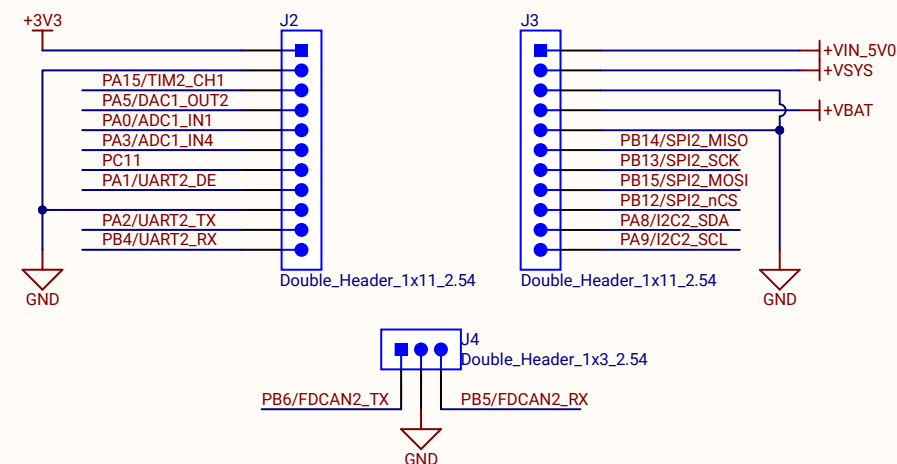 +3V3
J2
PA15/TIM2_CH1
PA5/DAC1_OUT2
PA0/ADC1_IN1
PA3/ADC1_IN4
PC11
PA1/UART2_DE
PA2/UART2_TX
PB4/UART2_RX
GND
Double_Header_1x11_2.54
J3
+VIN_5V0
+VSYS
+VBAT
PB14/SPI2_MISO
PB13/SPI2_SCK
PB15/SPI2_MOSI
PB12/SPI2_nCS
PA8/I2C2_SDA
PA9/I2C2_SCL
Double_Header_1x11_2.54
GND
J4
Double_Header_1x3_2.54
PB6/FDCAN2_TX
PB5/FDCAN2_RX
GND